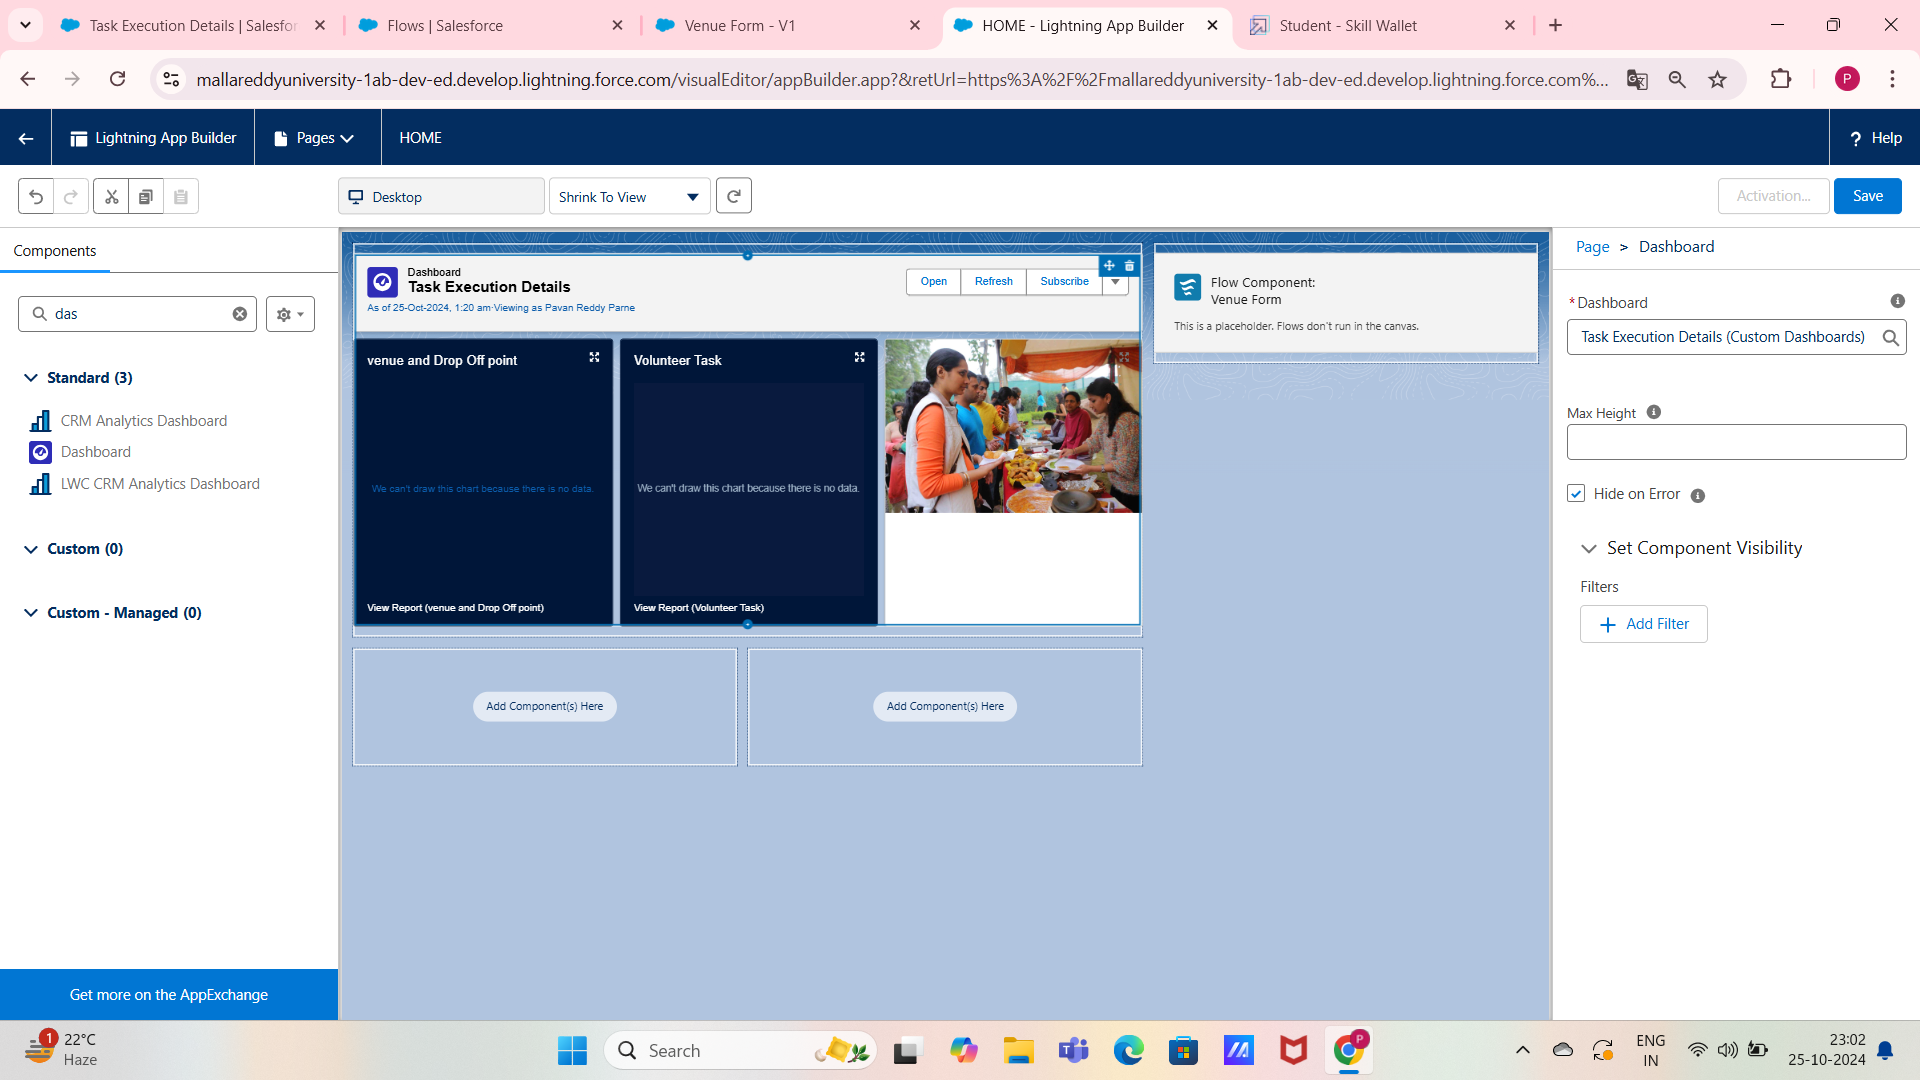 Task Execution Details | Salesfor
Flows | Salesforce
Venue Form - V1
HOME - Lightning App Builder
Student - Skill Wallet
mallareddyuniversity-1ab-dev-ed.develop.lightning.force.com/visualEditor/appBuilder.app?&retUrl=https%3A%2F%2Fmallareddyuniversity-1ab-dev-ed.develop.lightning.force.com%...
P
Lightning App Builder
Pages
HOME
? Help
Desktop
Shrink To View
Activation...
Save
Components
das
Standard (3)
CRM Analytics Dashboard
Dashboard
LWC CRM Analytics Dashboard
Custom (0)
Custom - Managed (0)
Get more on the AppExchange
Dashboard
Task Execution Details
As of 25-Oct-2024, 1:20 am·Viewing as Pavan Reddy Parne
Open
Refresh
Subscribe
venue and Drop Off point
We can't draw this chart because there is no data.
View Report (venue and Drop Off point)
Volunteer Task
We can't draw this chart because there is no data.
View Report (Volunteer Task)
Add Component(s) Here
Add Component(s) Here
Flow Component:
Venue Form
This is a placeholder. Flows don't run in the canvas.
Page > Dashboard
*Dashboard
Task Execution Details (Custom Dashboards)
Max Height
Hide on Error
Set Component Visibility
Filters
Add Filter
1
22°C
Haze
Search
P
ENG
IN
23:02
25-10-2024